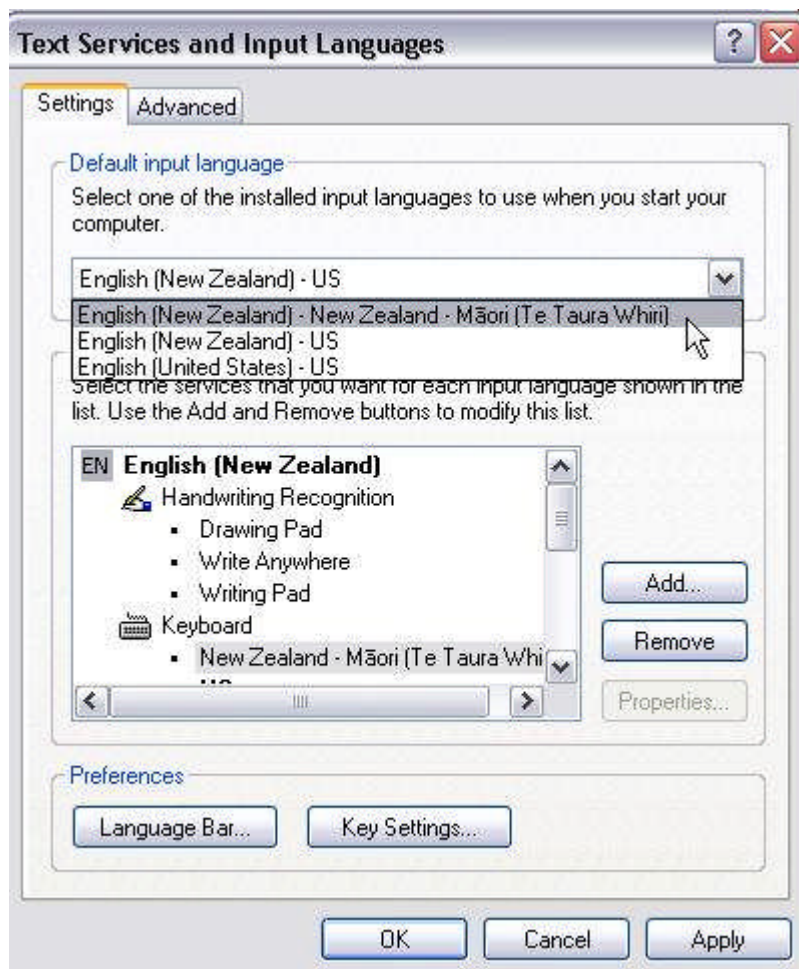 Text Services and Input Languages
Settings
Advanced
Default input language
Select one of the installed input languages to use when you start your
computer.
English (New Zealand) - US
English (New Zealand) - New Zealand - Māori (Te Taura Whiri)
English (New Zealand) - US
English (United States) - US
Select the services that you want for each input language shown in the
list. Use the Add and Remove buttons to modify this list.
EN English (New Zealand)
Handwriting Recognition
Drawing Pad
Write Anywhere
Writing Pad
Keyboard
New Zealand - Māori (Te Taura Whi
Add...
Remove
Properties...
Preferences
Language Bar...
Key Settings...
OK
Cancel
Apply